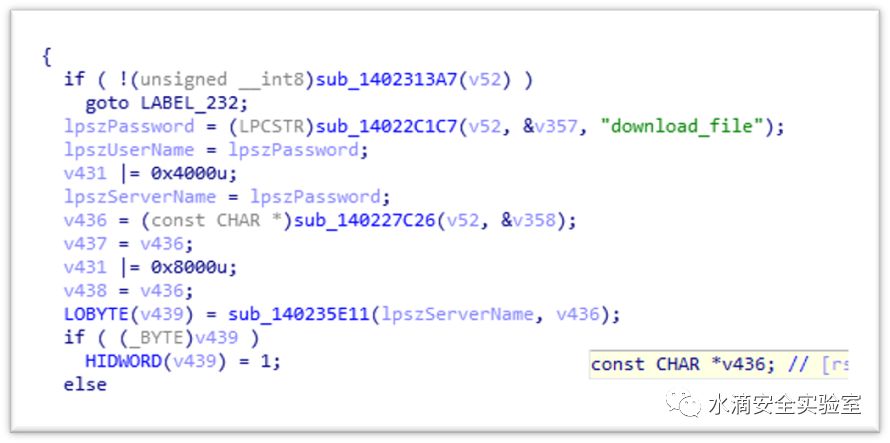 {
if ( !(unsigned __int8)sub_1402313A7(v52) )
goto LABEL_232;
lpszPassword = (LPCSTR)sub_14022C1C7(v52, &v357, "download_file");
lpszUserName = lpszPassword;
v431 |= 0x4000u;
lpszServerName = lpszPassword;
v436 = (const CHAR *)sub_140227C26(v52, &v358);
v437 = v436;
v431 |= 0x8000u;
v438 = v436;
LOBYTE(v439) = sub_140235E11(lpszServerName, v436);
if ( (_BYTE)v439 )
HIDWORD(v439) = 1;
const CHAR *v436; // [rs
else
水滴安全实验室